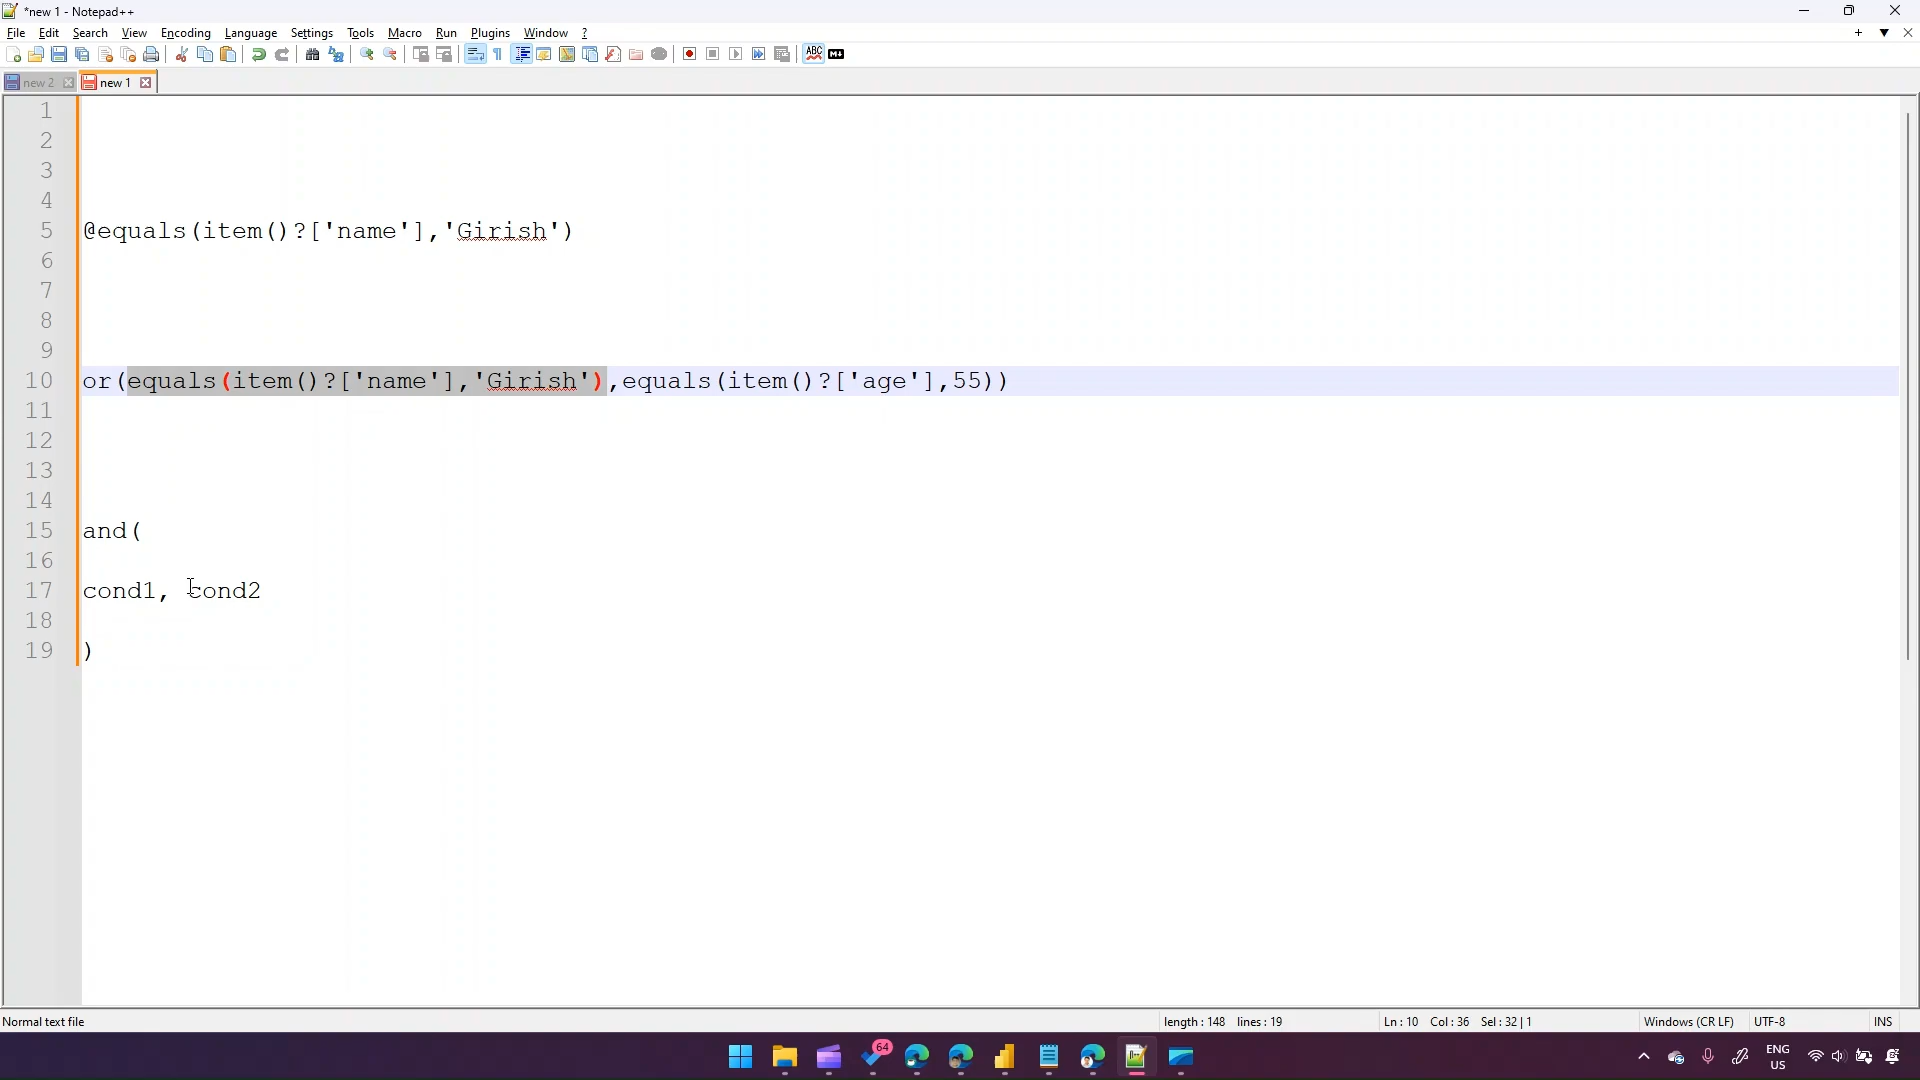 *new 1 - Notepad++
File Edit Search View Encoding Language Settings Tools Macro Run Plugins Window ?
new 2 new 1
1
2
3
4
5 @equals(item()?['name'],'Girish')
6
7
8
9
10 or(equals(item()?['name'],'Girish'),equals(item()?['age'],55))
11
12
13
14
15 and(
16
17 cond1, cond2
18
19 )
Normal text file length : 148 lines : 19 Ln : 10 Col : 36 Sel : 32 | 1 Windows (CR LF) UTF-8 INS
64 ENG
US